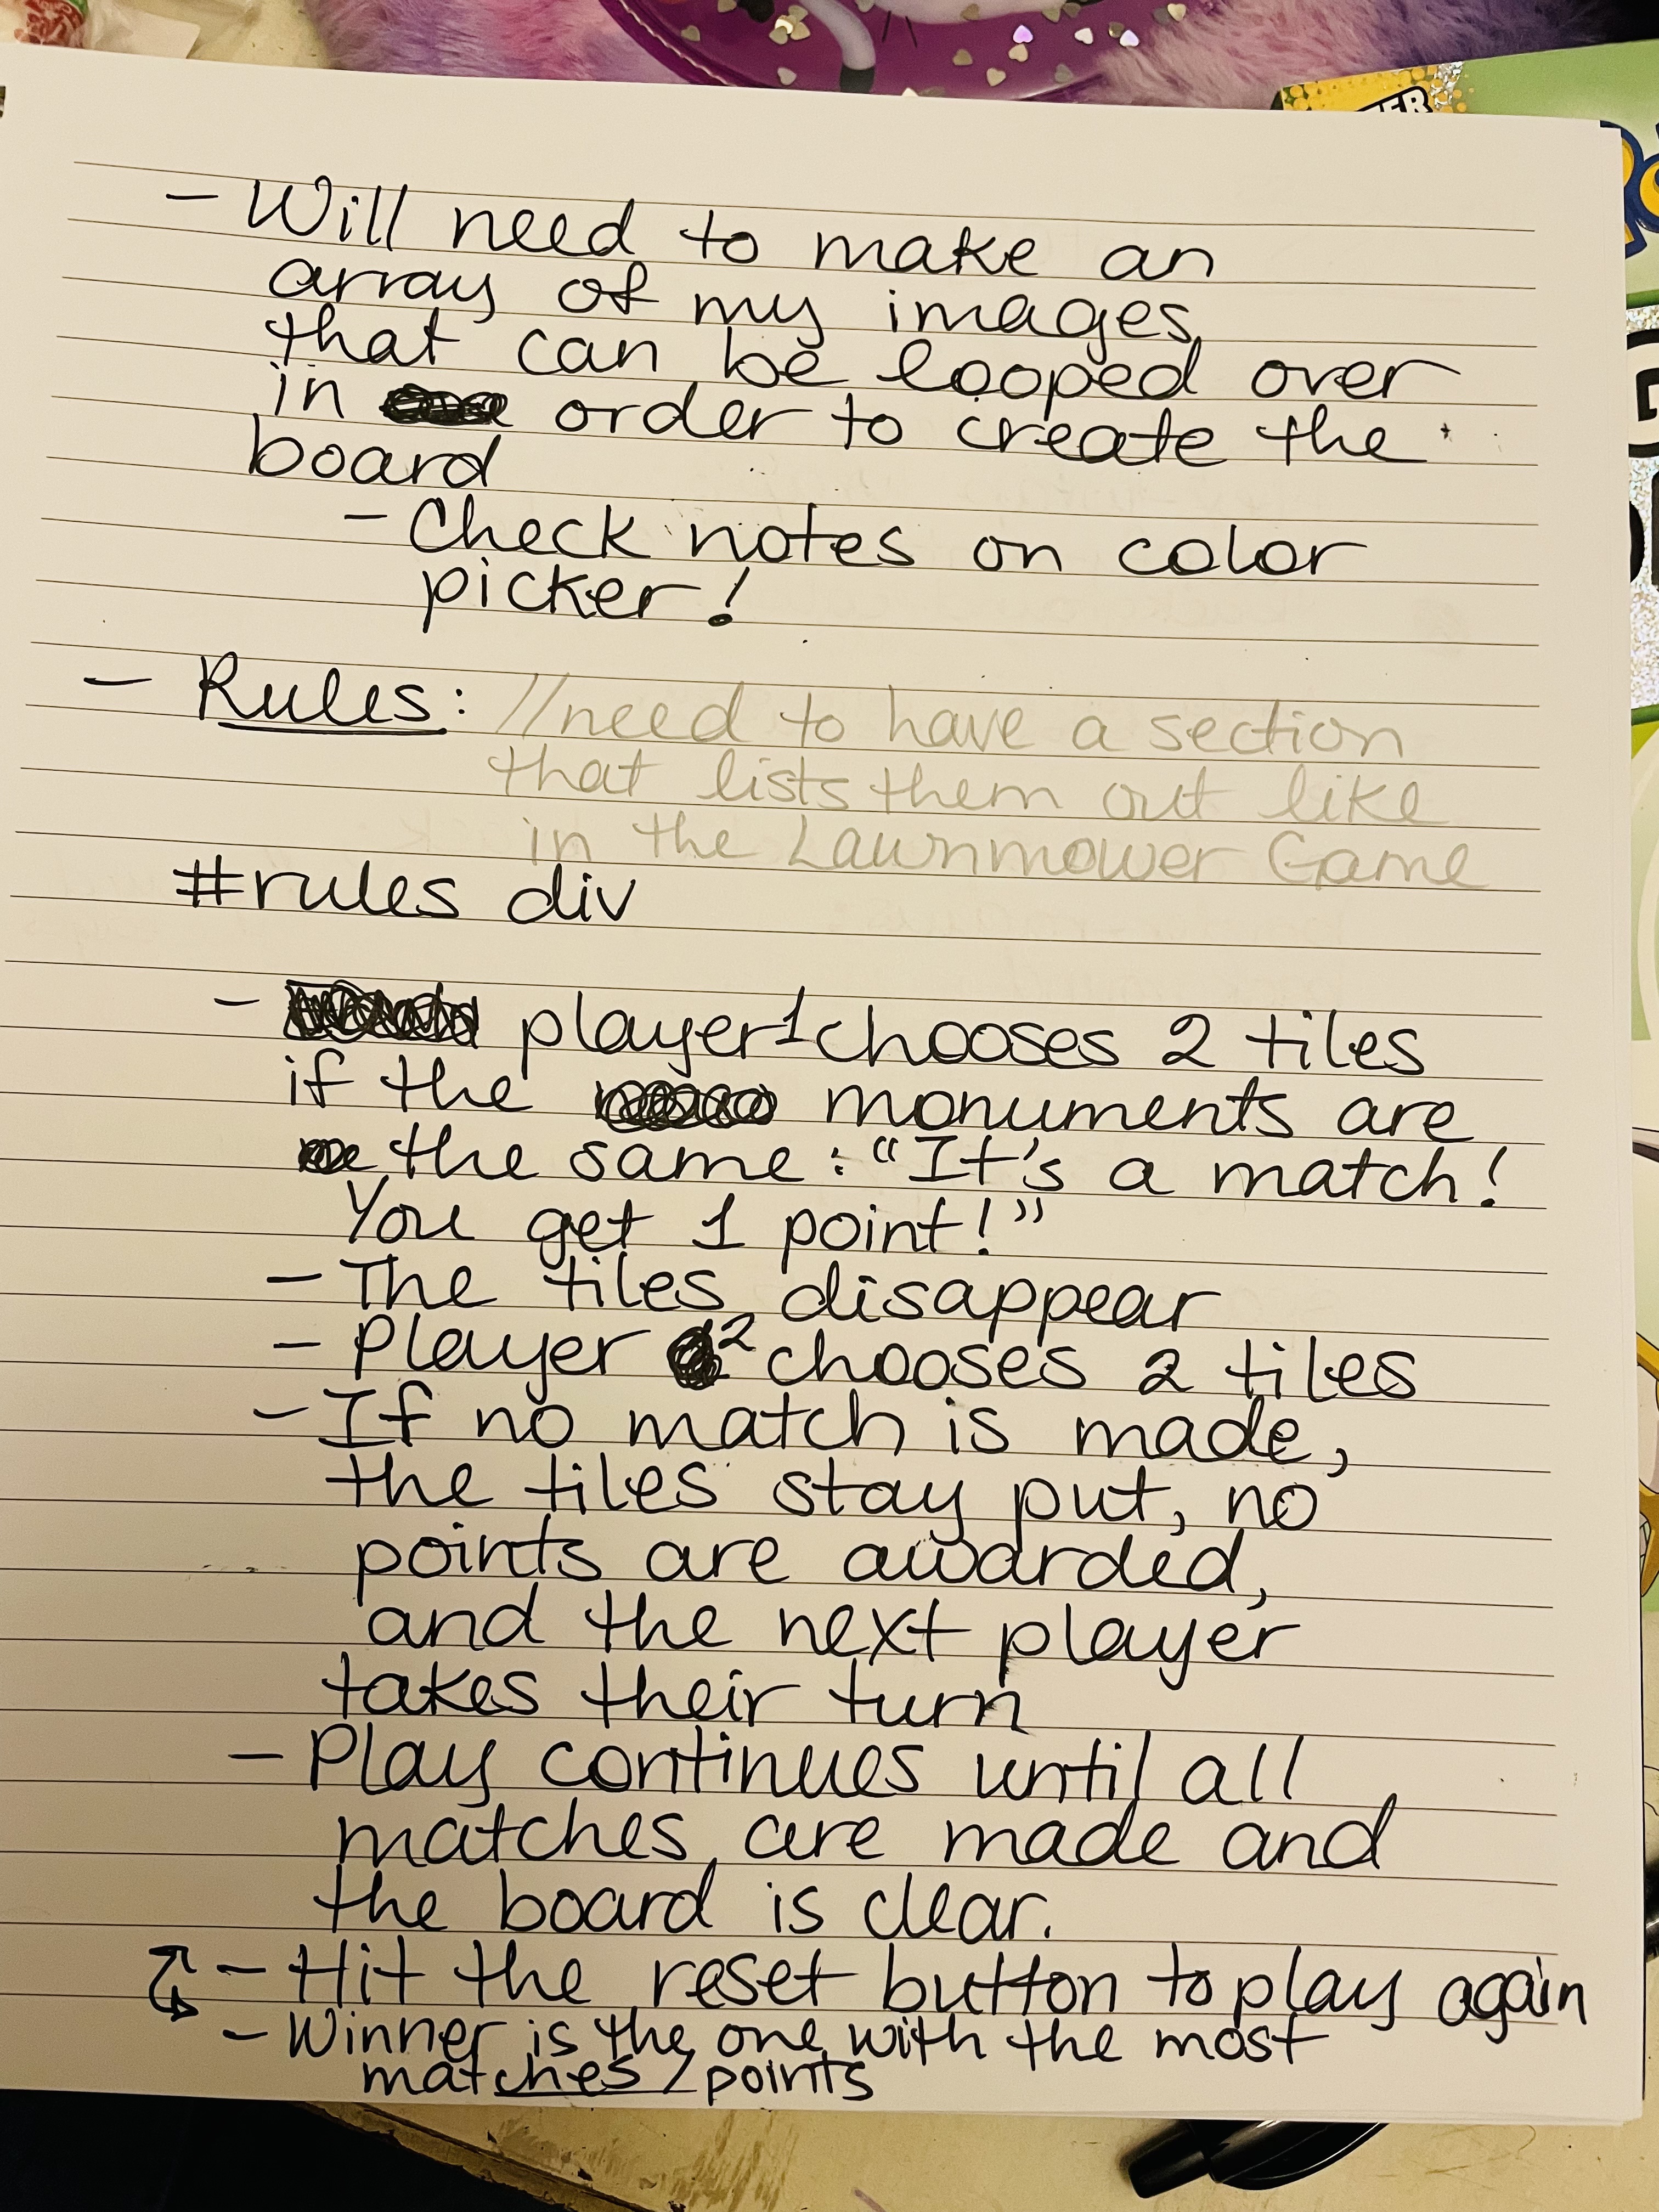 - Will need to make an
array of my images
that can be looped over
in order to create the
board
- Check notes on color
picker!
- Rules: //need to have a section
that lists them out like
in the Lawnmower Game
#rules div
- player 1 chooses 2 tiles
if the monuments are
the same: "It's a match!
You get 1 point!"
- The tiles disappear
- Player 2 chooses 2 tiles
- If no match is made,
the tiles stay put, no
points are awarded,
and the next player
takes their turn
- Play continues until all
matches are made and
the board is clear.
- Hit the reset button to play again
- Winner is the one with the most
matches / points